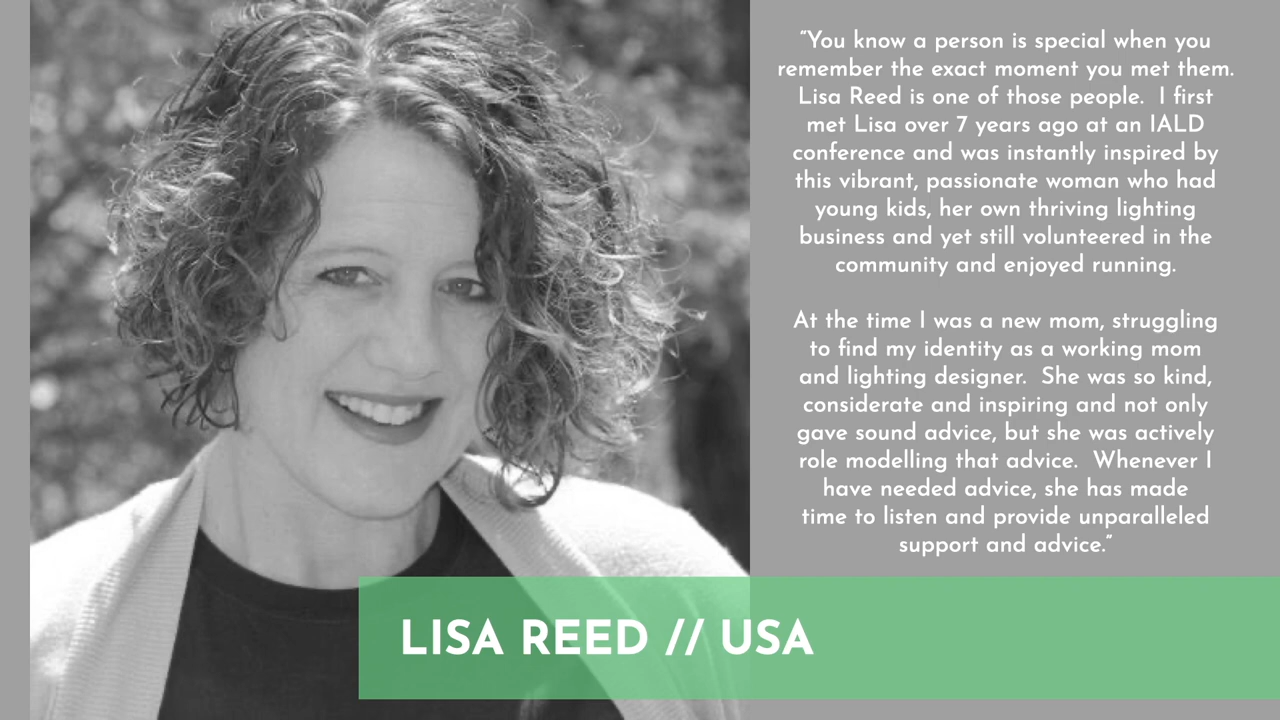 “You know a person is special when you
remember the exact moment you met them.
Lisa Reed is one of those people.  I first
met Lisa over 7 years ago at an IALD
conference and was instantly inspired by
this vibrant, passionate woman who had
young kids, her own thriving lighting
business and yet still volunteered in the
community and enjoyed running.
At the time I was a new mom, struggling
to find my identity as a working mom
and lighting designer.  She was so kind,
considerate and inspiring and not only
gave sound advice, but she was actively
role modelling that advice.  Whenever I
have needed advice, she has made
time to listen and provide unparalleled
support and advice.”
LISA REED // USA